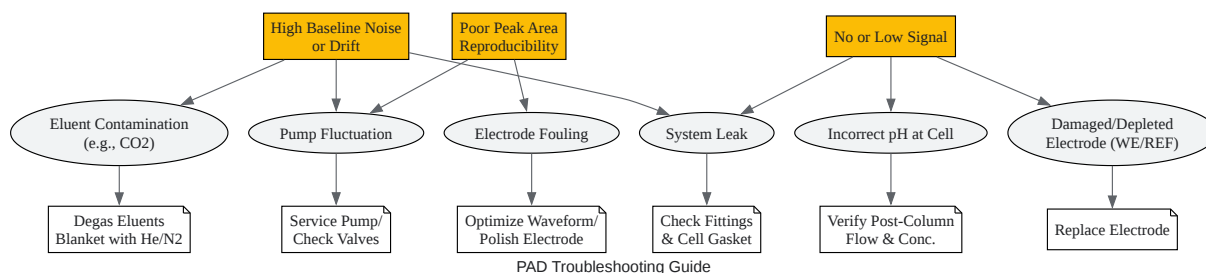 High Baseline Noise
or Drift
Poor Peak Area
Reproducibility
No or Low Signal
Eluent Contamination
(e.g., CO2)
Pump Fluctuation
Electrode Fouling
System Leak
Incorrect pH at Cell
Damaged/Depleted
Electrode (WE/REF)
Degas Eluents
Blanket with He/N2
Service Pump/
Check Valves
Optimize Waveform/
Polish Electrode
Check Fittings
& Cell Gasket
Verify Post-Column
Flow & Conc.
Replace Electrode
PAD Troubleshooting Guide